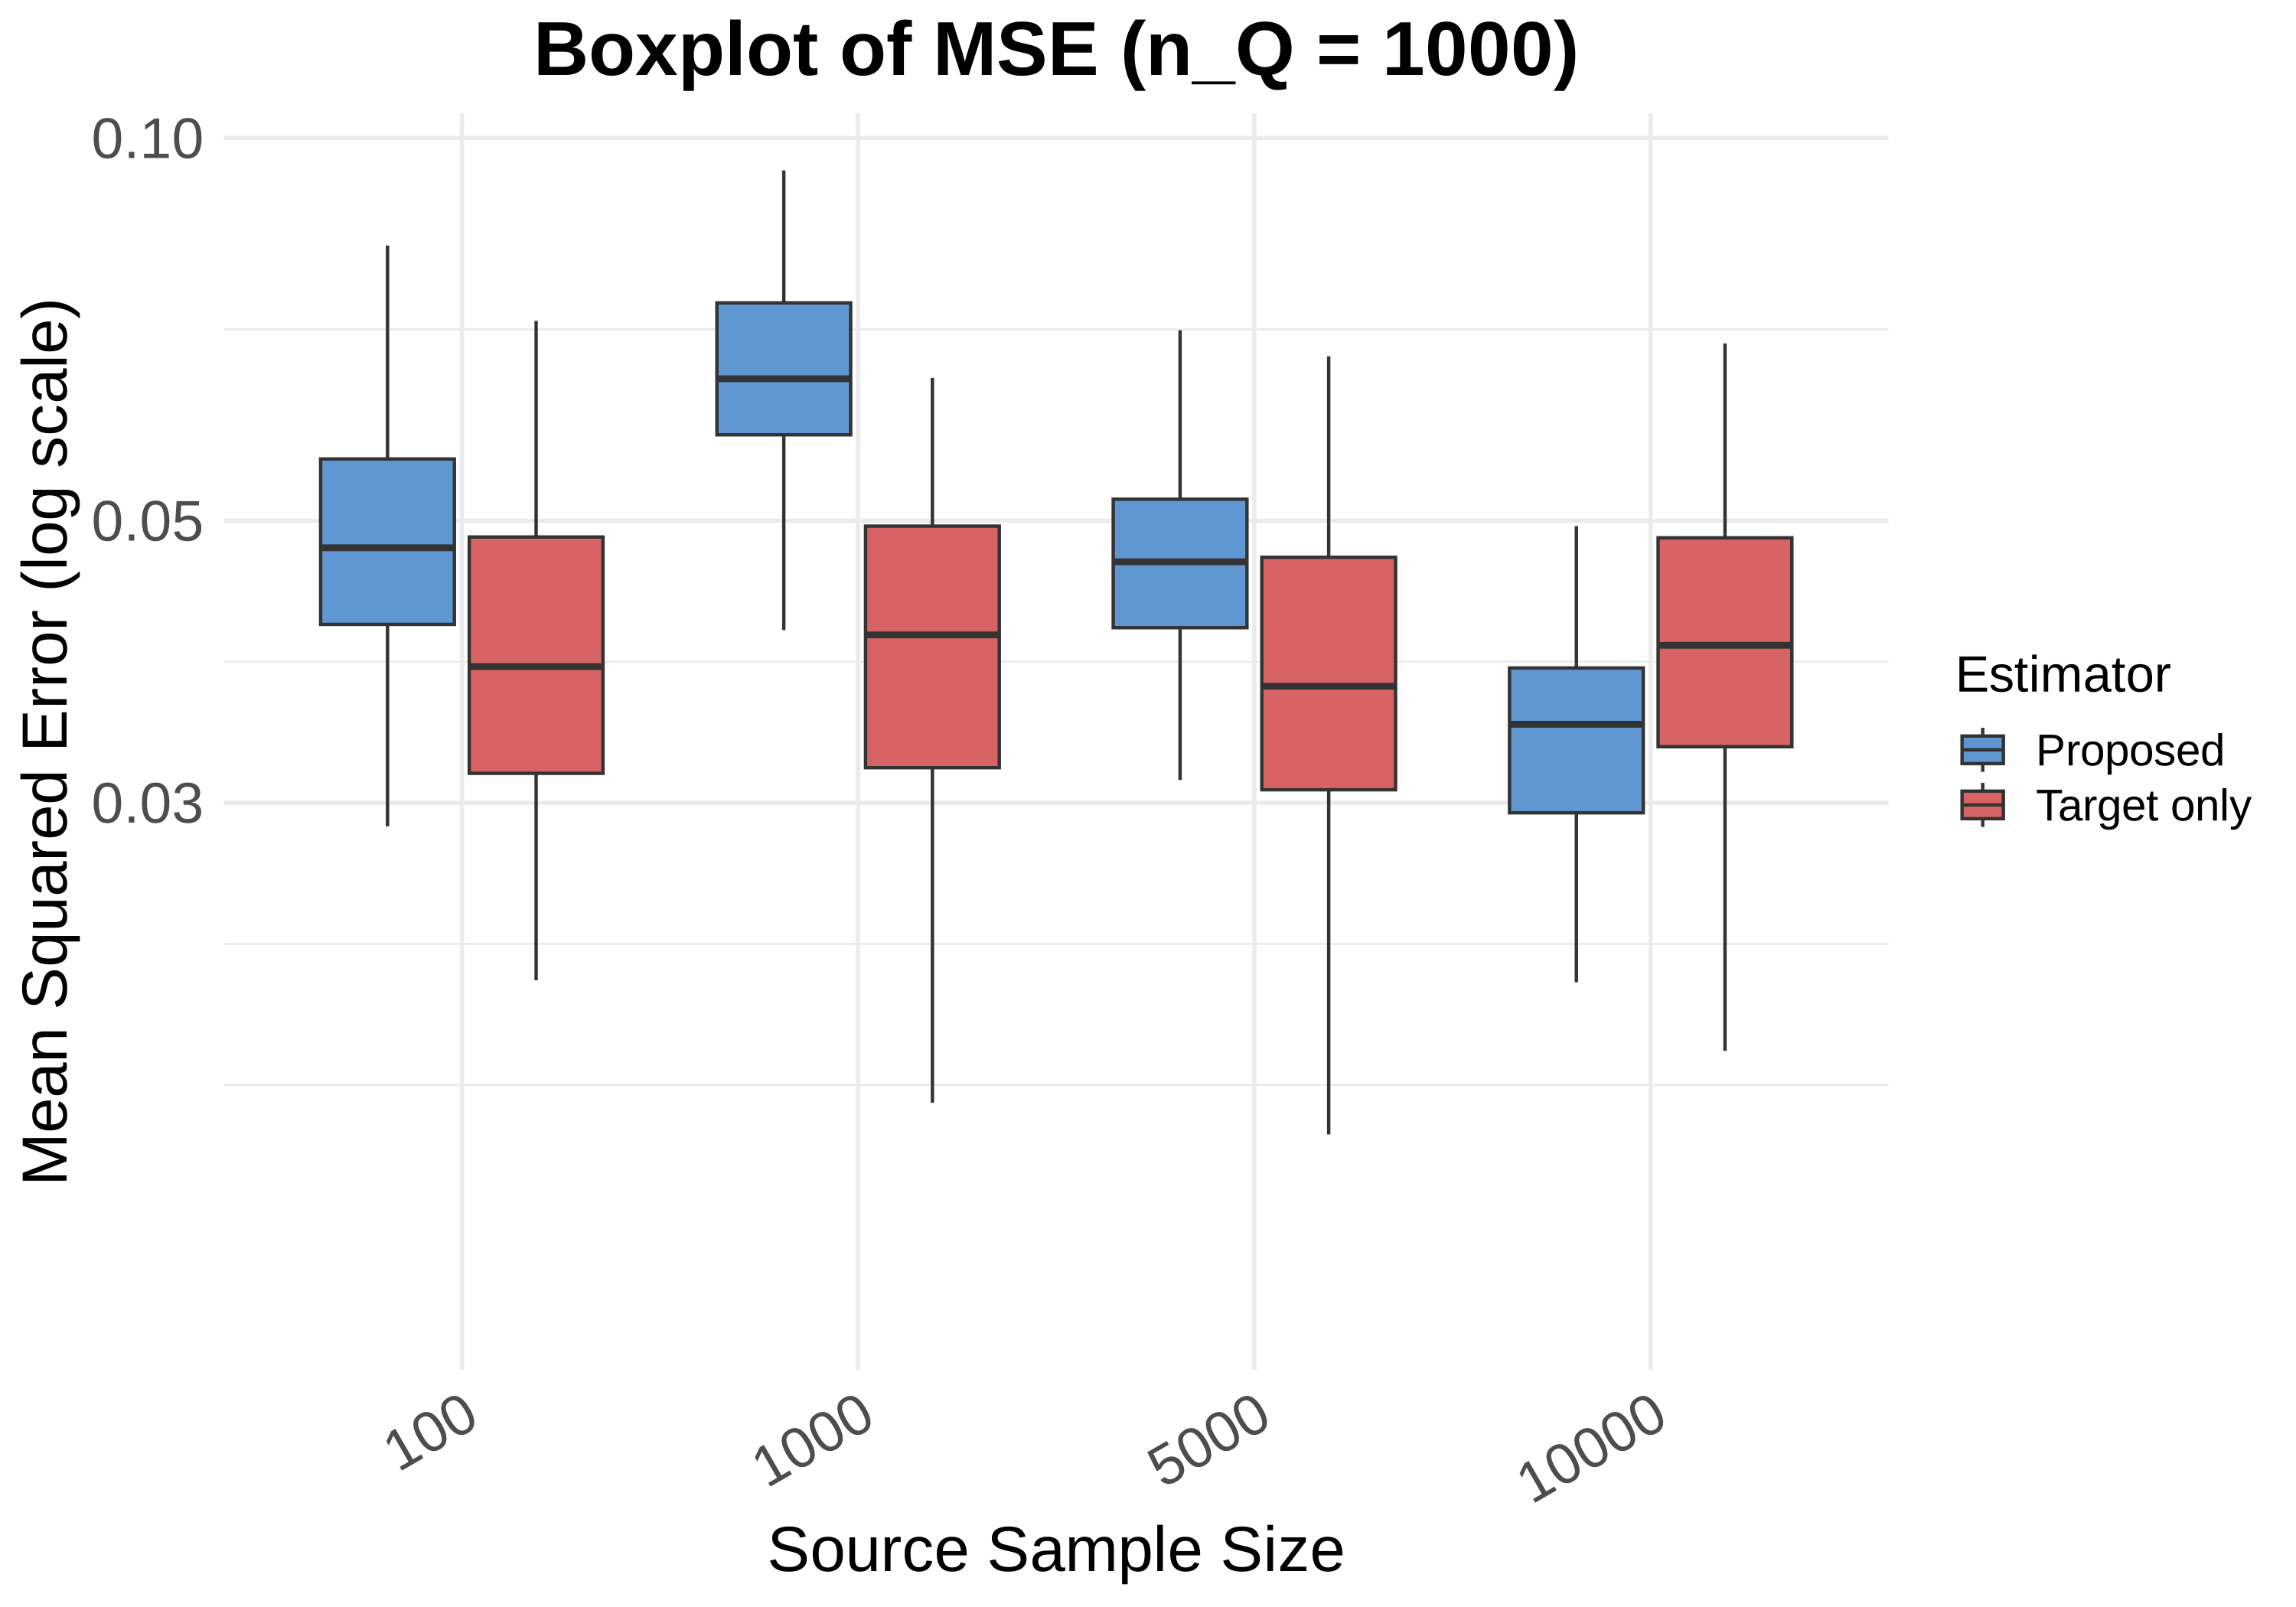 Boxplot of MSE (n_Q = 1000)
Mean Squared Error (log scale)
0.10
0.05
0.03
100
1000
5000
10000
Source Sample Size
Estimator
Proposed
Target only